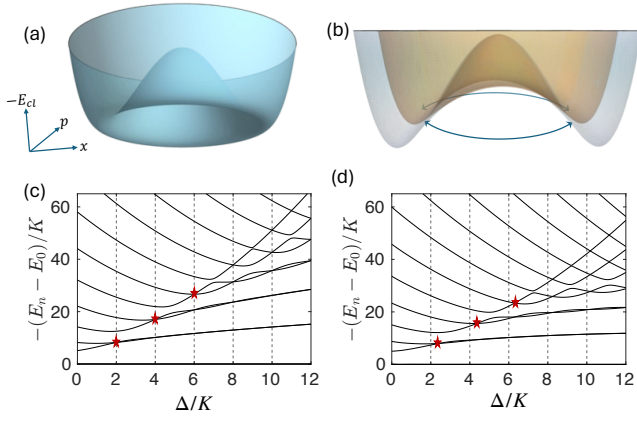 (a)
(b)
−E_cl
p
x
(c)
(d)
−(E_n − E_0)/K
60
40
20
0
0 2 4 6 8 10 12
Δ/K
−(E_n − E_0)/K
60
40
20
0
0 2 4 6 8 10 12
Δ/K